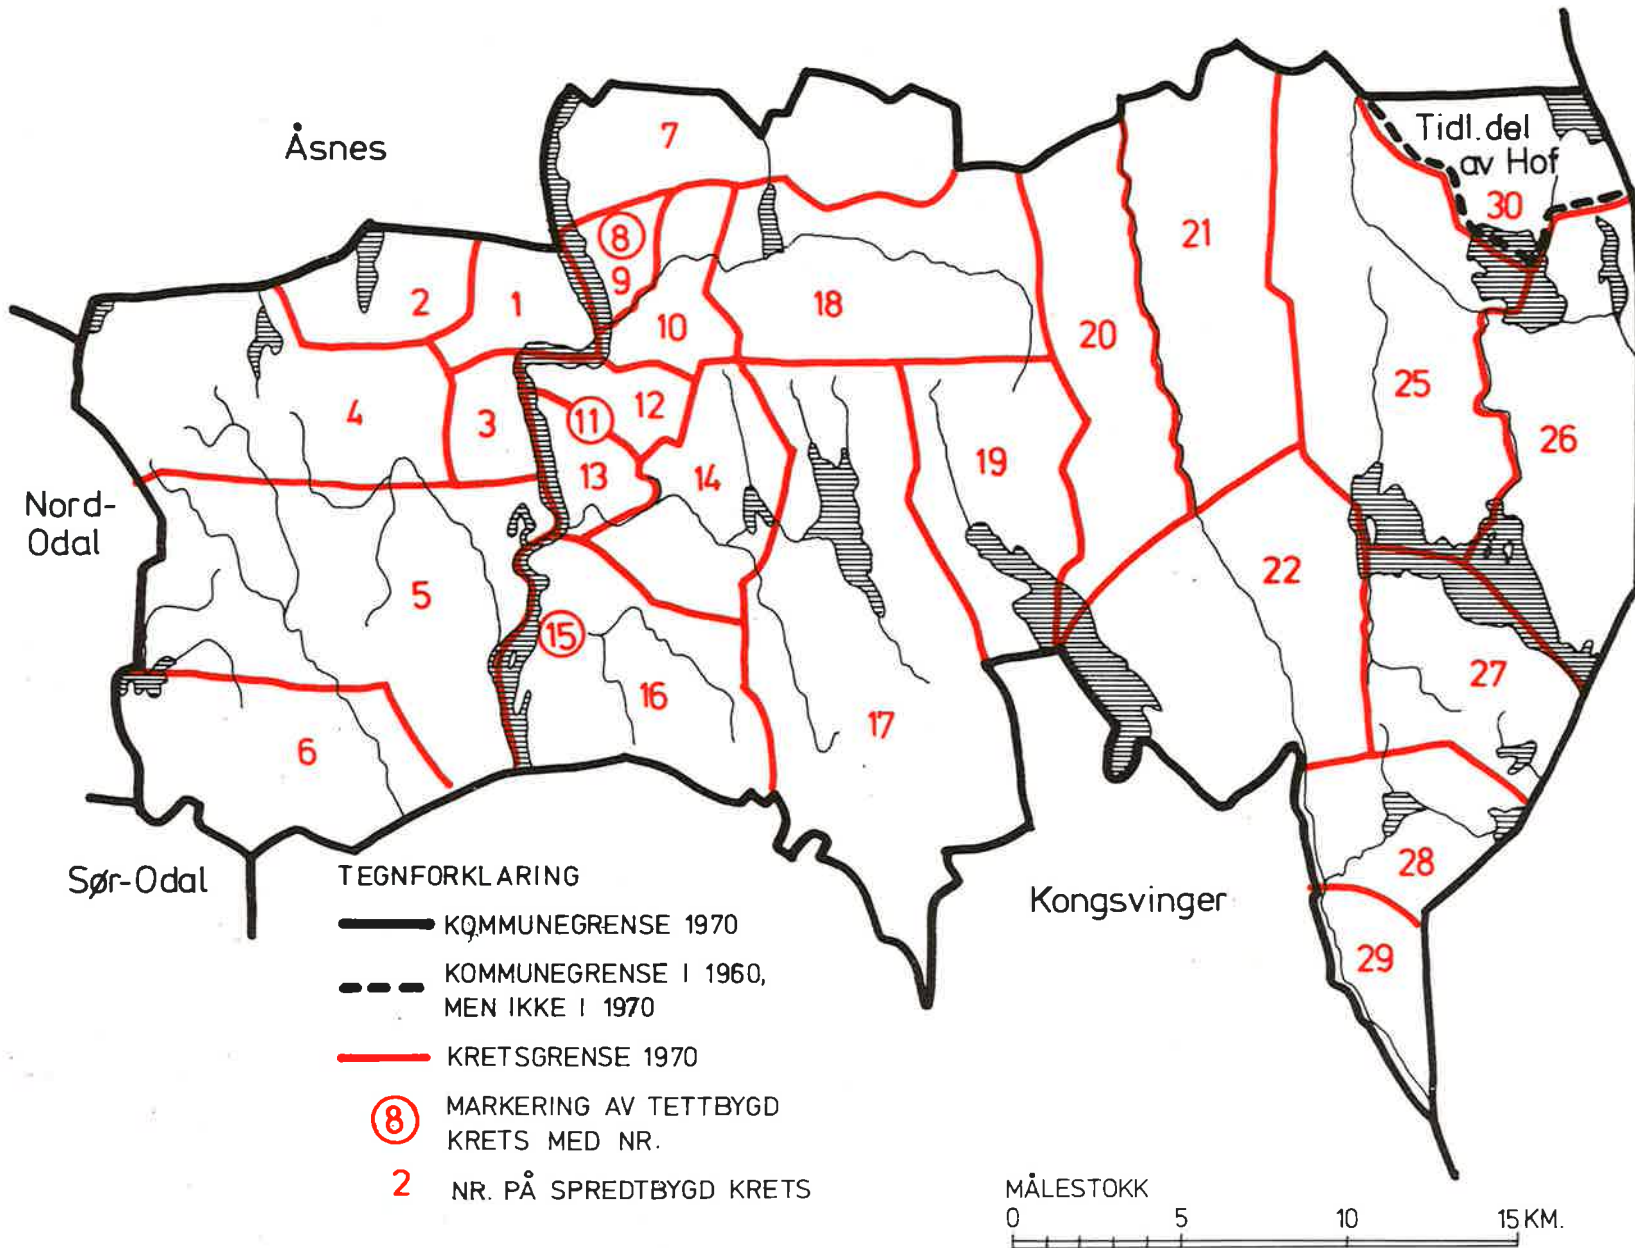 Åsnes
Tidl. del
av Hof
7
30
8
21
9
2
1
18
10
20
25
4
3
11
12
26
13
14
19
Nord-
Odal
5
22
15
16
27
17
6
28
Sør-Odal
Kongsvinger
29
TEGNFORKLARING
KOMMUNEGRENSE 1970
KOMMUNEGRENSE I 1960,
MEN IKKE I 1970
KRETSGRENSE 1970
8 MARKERING AV TETTBYGD
KRETS MED NR.
2 NR. PÅ SPREDTBYGD KRETS
MÅLESTOKK
0 5 10 15 KM.